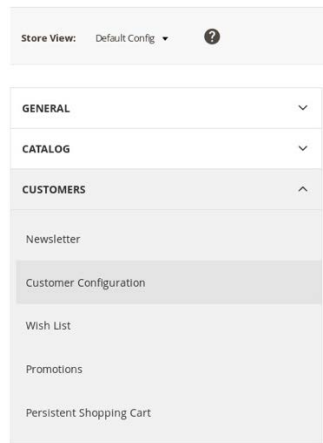 Store View: Default Config ?
GENERAL
CATALOG
CUSTOMERS
Newsletter
Customer Configuration
Wish List
Promotions
Persistent Shopping Cart